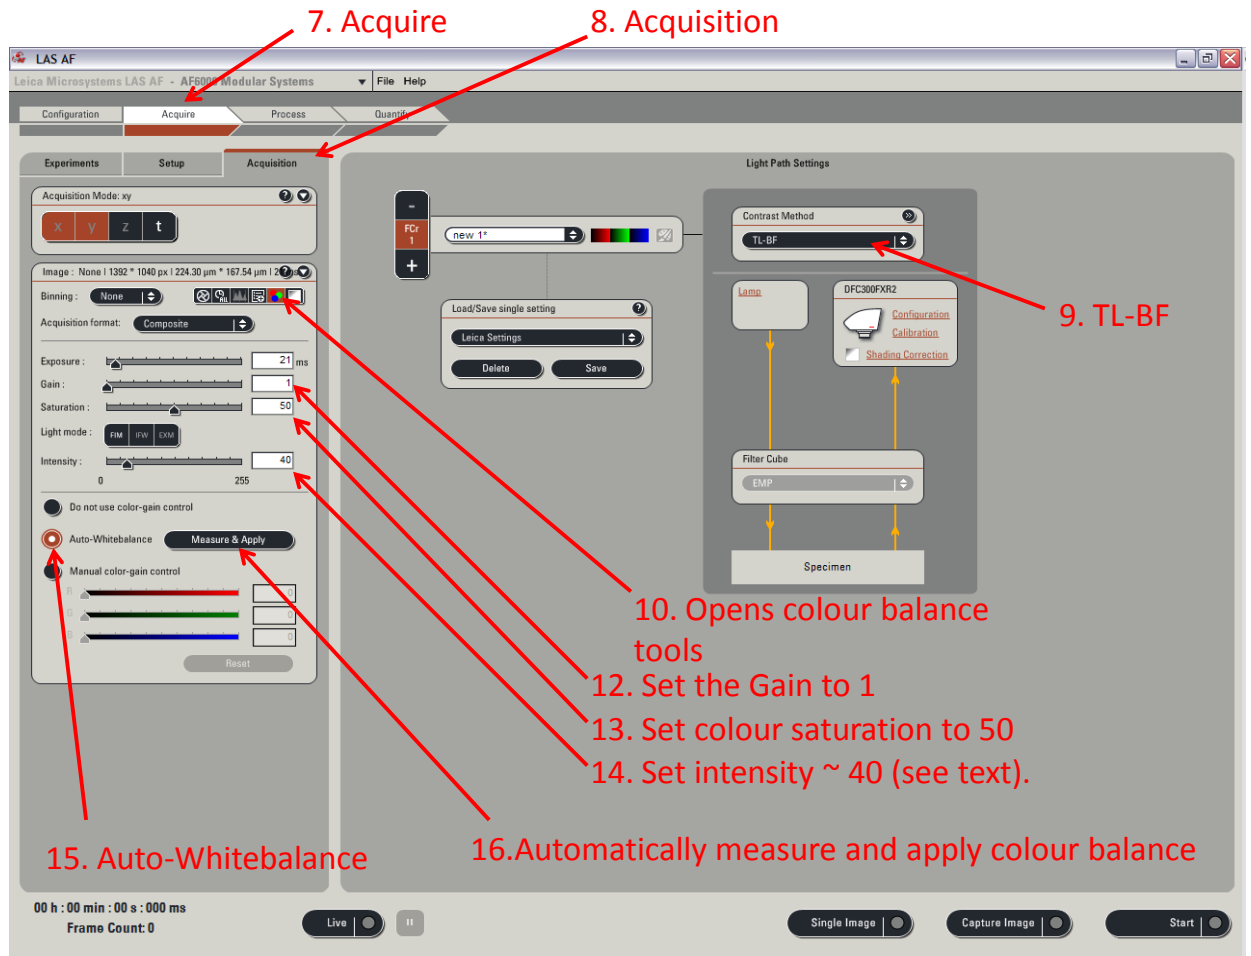 7. Acquire
8. Acquisition
LAS AF
Leica Microsystems LAS AF - AF6000 Modular Systems
File Help
Configuration
Acquire
Process
Quantify
Experiments
Setup
Acquisition
Light Path Settings
Acquisition Mode: xy
x y z t
Image : None | 1392 * 1040 px | 224.30 µm * 167.54 µm
Binning : None
Acquisition format: Composite
Exposure : 21 ms
Gain : 1
Saturation : 50
Light mode : FIM IFW EXM
Intensity : 40
0 255
Do not use color-gain control
Auto-Whitebalance Measure & Apply
Manual color-gain control
R 0
G 0
B 0
Reset
-
FCr
1
+
new 1*
Load/Save single setting
Leica Settings
Delete Save
Contrast Method
TL-BF
Lamp
DFC300FXR2
Configuration
Calibration
Shading Correction
Filter Cube
EMP
Specimen
9. TL-BF
10. Opens colour balance
tools
12. Set the Gain to 1
13. Set colour saturation to 50
14. Set intensity ~ 40 (see text).
15. Auto-Whitebalance
16.Automatically measure and apply colour balance
00 h : 00 min : 00 s : 000 ms
Frame Count: 0
Live
Single Image
Capture Image
Start